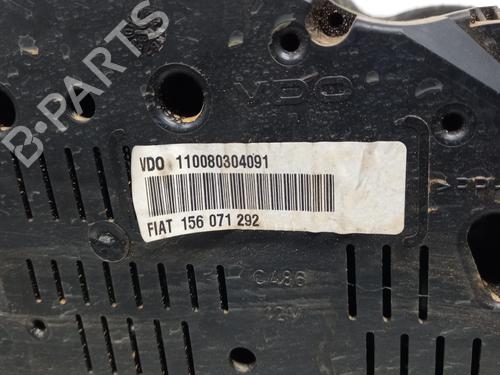 B-PARTS
VDO
VDO 110080304091
FIAT 156 071 292
C486
12V